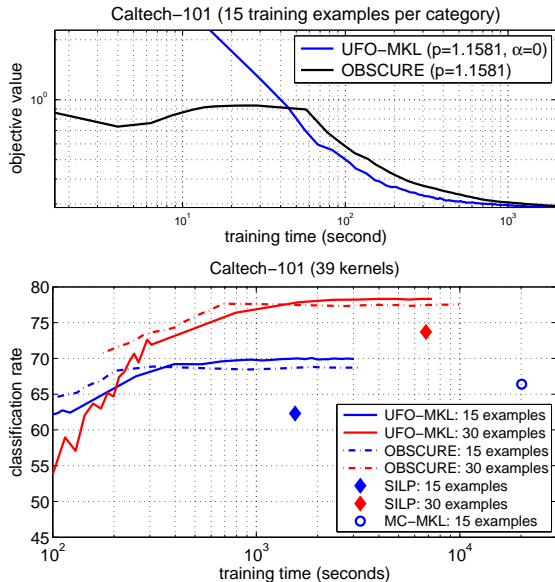 Caltech−101 (15 training examples per category)
UFO−MKL (p=1.1581, α=0)
OBSCURE (p=1.1581)
objective value
10^0
10^1
10^2
10^3
training time (second)
Caltech−101 (39 kernels)
80
75
70
65
60
55
50
45
classification rate
UFO−MKL: 15 examples
UFO−MKL: 30 examples
OBSCURE: 15 examples
OBSCURE: 30 examples
SILP: 15 examples
SILP: 30 examples
MC−MKL: 15 examples
10^2
10^3
10^4
training time (seconds)